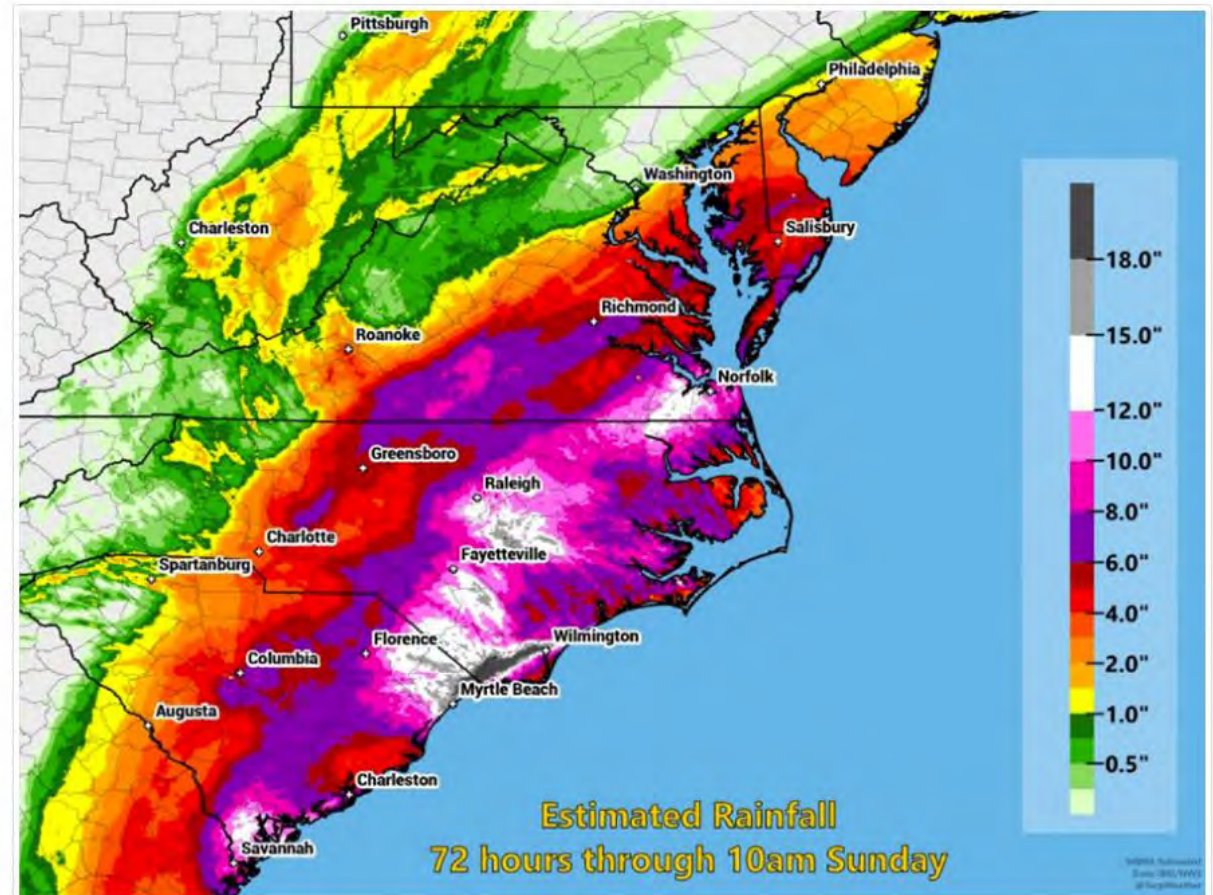 Pittsburgh
Philadelphia
Washington
Charleston
Salisbury
Richmond
Roanoke
Norfolk
Greensboro
Raleigh
Charlotte
Fayetteville
Spartanburg
Florence
Wilmington
Columbia
Myrtle Beach
Augusta
Charleston
Savannah
18.0"
15.0"
12.0"
10.0"
8.0"
6.0"
4.0"
2.0"
1.0"
0.5"
Estimated Rainfall
72 hours through 10am Sunday